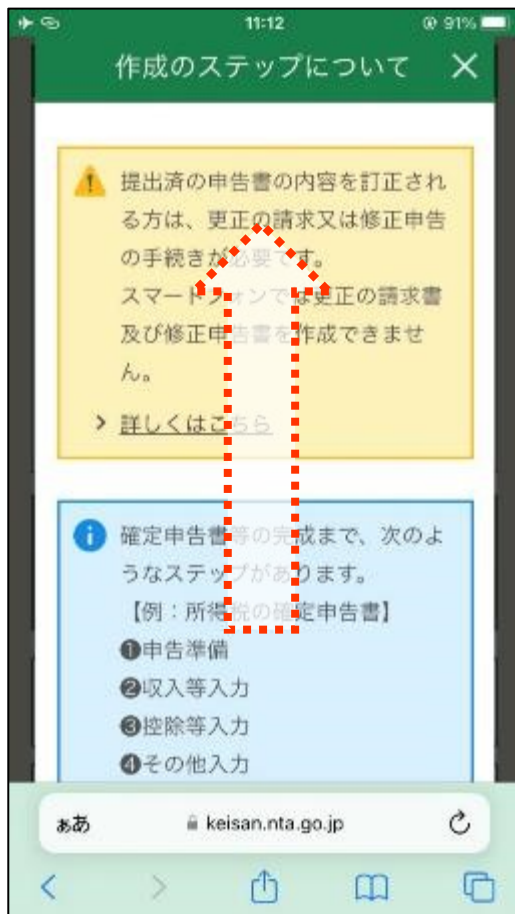 11:12
91%
作成のステップについて
提出済の申告書の内容を訂正され
る方は、更正の請求又は修正申告
の手続きが必要です。
スマートフォンでは更正の請求書
及び修正申告書を作成できませ
ん。
詳しくはこちら
確定申告書等の完成まで、次のよ
うなステップがあります。
【例：所得税の確定申告書】
❶申告準備
❷収入等入力
❸控除等入力
❹その他入力
ぁあ keisan.nta.go.jp